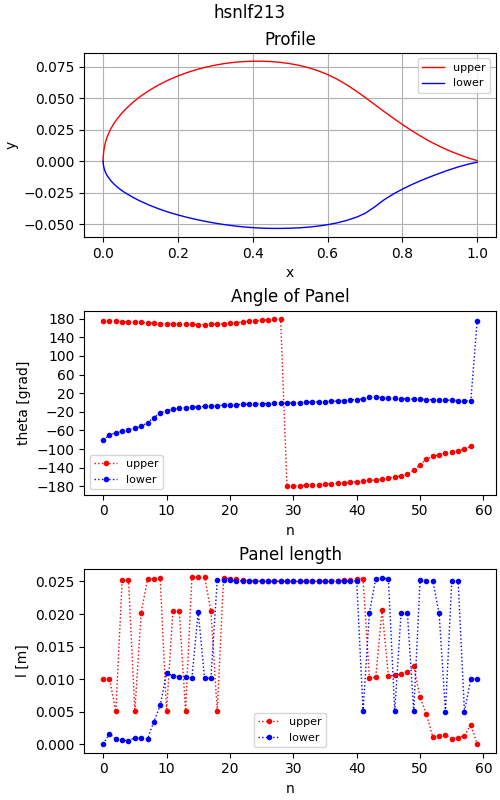 hsnlf213
Profile
0.075
0.050
0.025
0.000
−0.025
−0.050
y
upper
lower
0.0 0.2 0.4 0.6 0.8 1.0
x
Angle of Panel
180
140
100
60
20
−20
−60
−100
−140
−180
theta [grad]
upper
lower
0 10 20 30 40 50 60
n
Panel length
0.025
0.020
0.015
0.010
0.005
0.000
l [m]
upper
lower
0 10 20 30 40 50 60
n